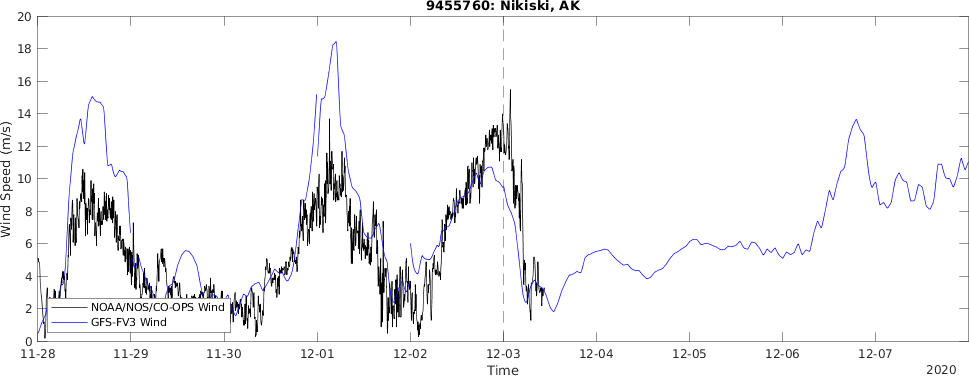 9455760: Nikiski, AK
20
18
16
14
12
10
8
6
4
2
0
Wind Speed (m/s)
NOAA/NOS/CO-OPS Wind
GFS-FV3 Wind
11-28 11-29 11-30 12-01 12-02 12-03 12-04 12-05 12-06 12-07
Time
2020